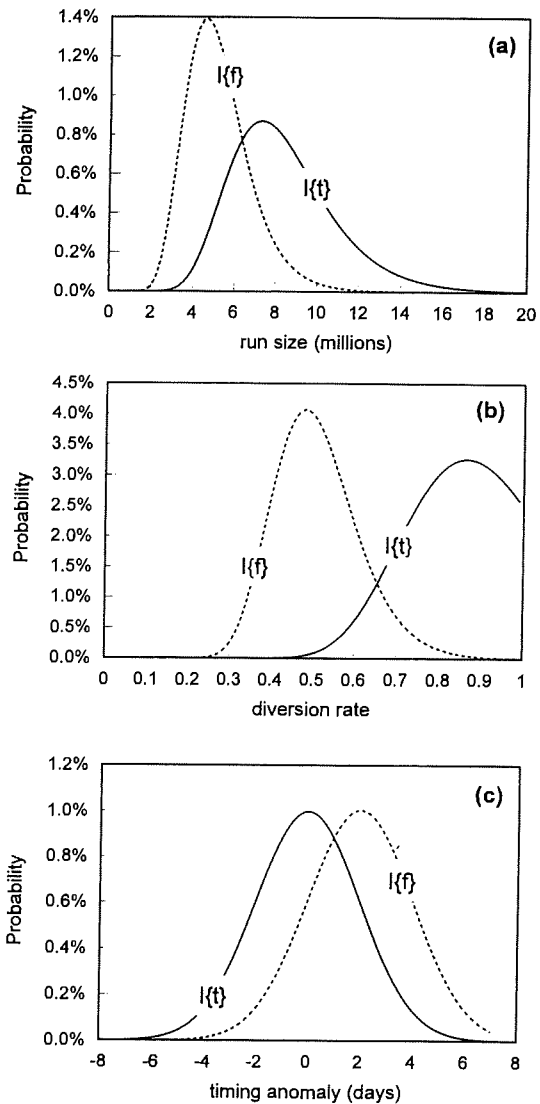 (a)
1.4%
1.2%
1.0%
0.8%
0.6%
0.4%
0.2%
0.0%
Probability
I{f}
I{t}
0 2 4 6 8 10 12 14 16 18 20
run size (millions)
(b)
4.5%
4.0%
3.5%
3.0%
2.5%
2.0%
1.5%
1.0%
0.5%
0.0%
Probability
I{f}
I{t}
0 0.1 0.2 0.3 0.4 0.5 0.6 0.7 0.8 0.9 1
diversion rate
(c)
1.2%
1.0%
0.8%
0.6%
0.4%
0.2%
0.0%
Probability
I{t}
I{f}
-8 -6 -4 -2 0 2 4 6 8
timing anomaly (days)